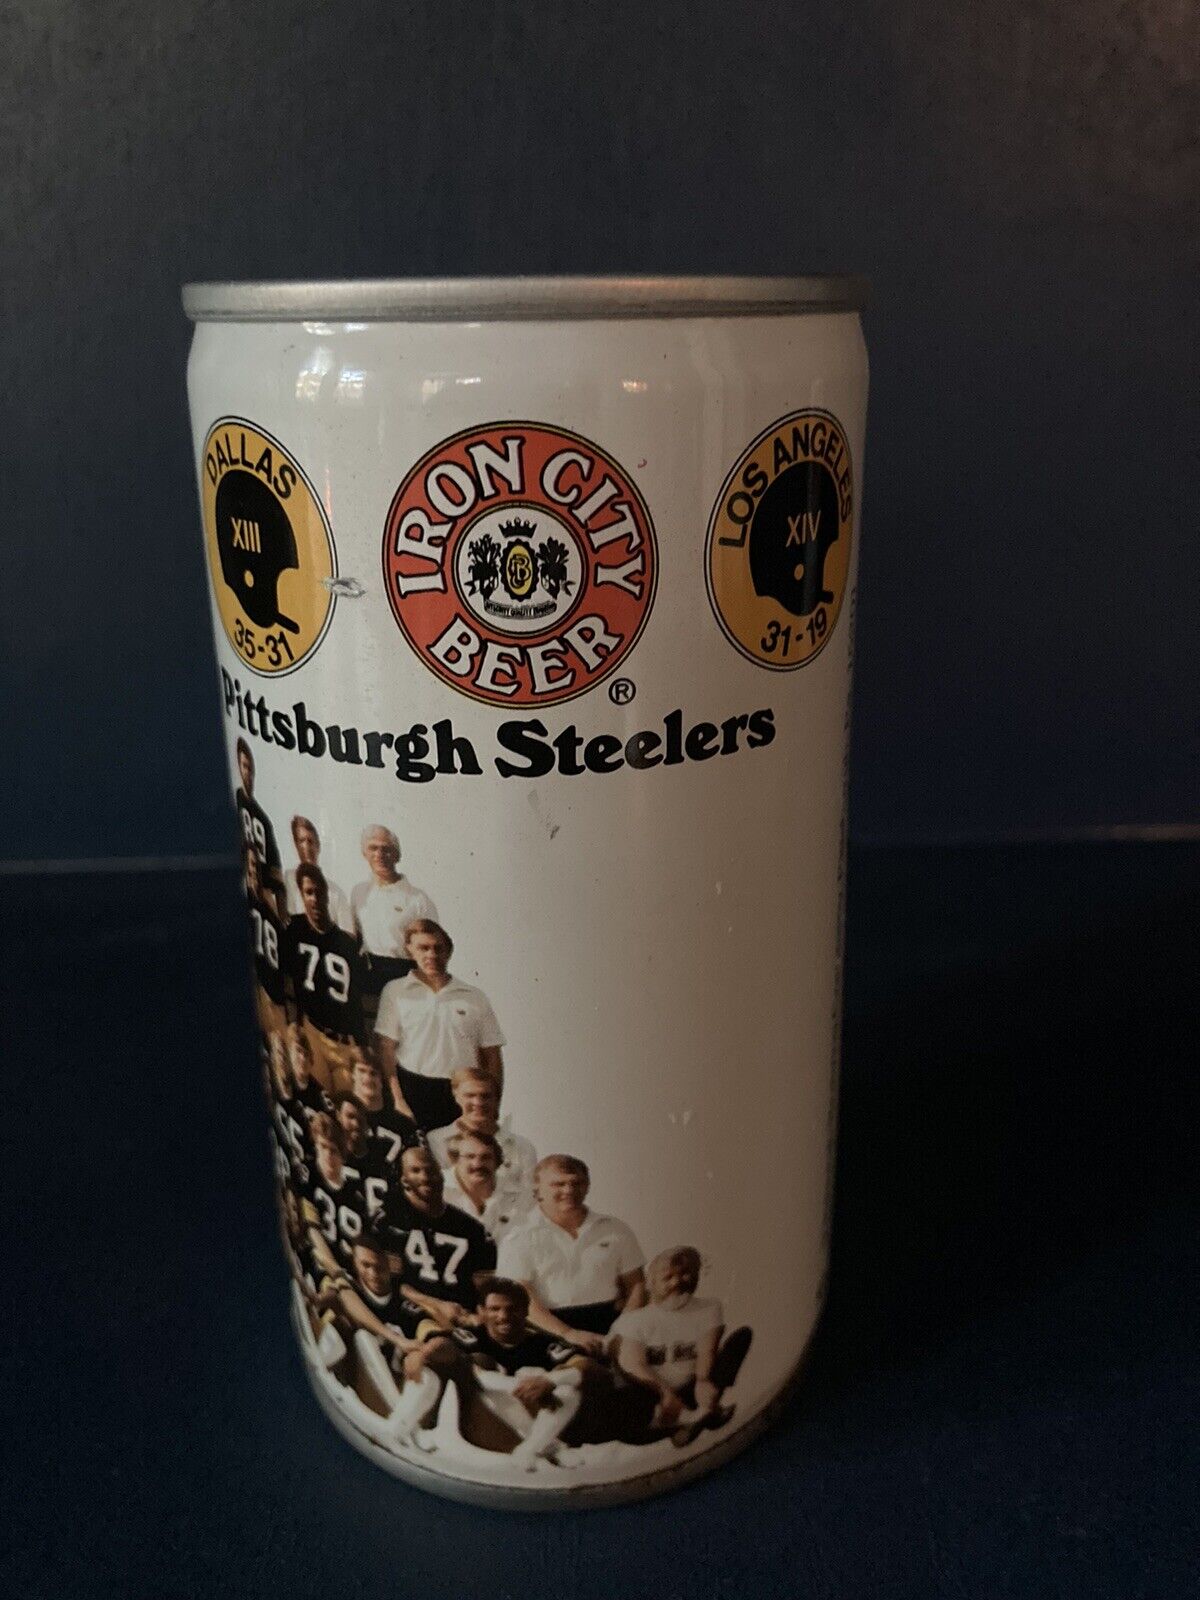 DALLAS
XIII
35-31
IRON CITY
BEER
®
LOS ANGELES
XIV
31-19
Pittsburgh Steelers
89
78
79
39
47